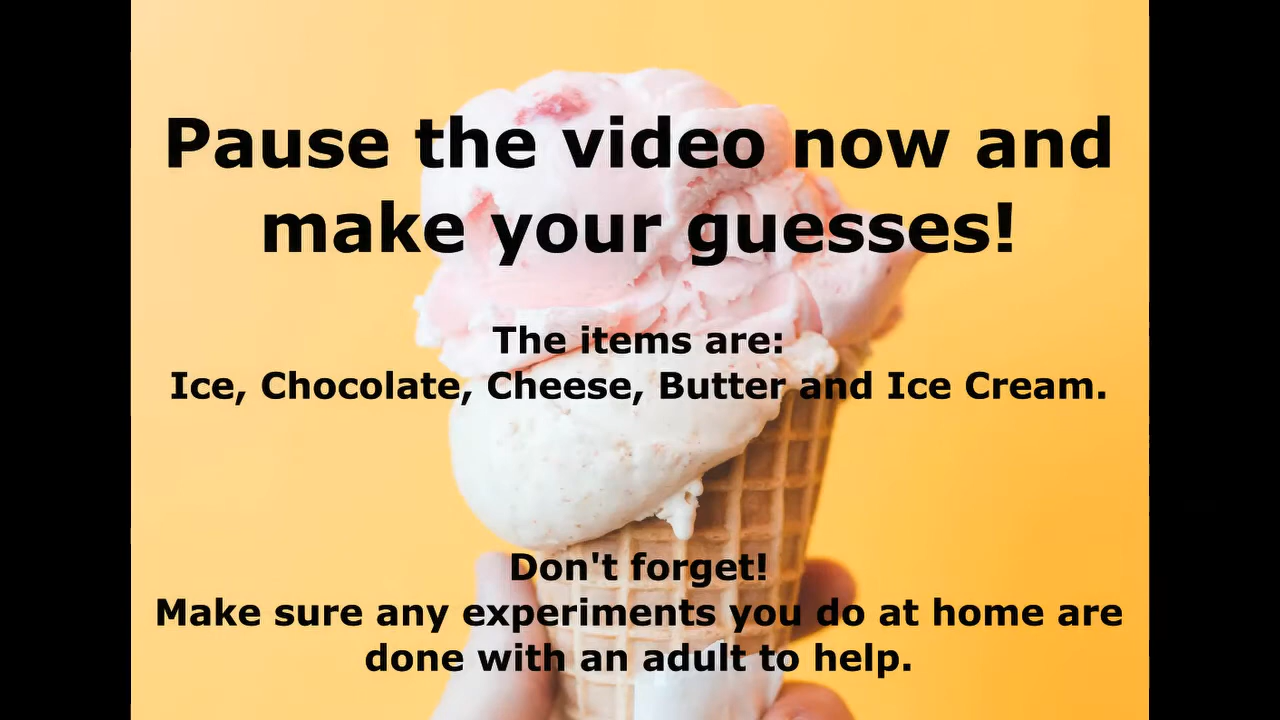 Pause the video now and
make your guesses!
The items are:
Ice, Chocolate, Cheese, Butter and Ice Cream.
Don't forget!
Make sure any experiments you do at home are
done with an adult to help.